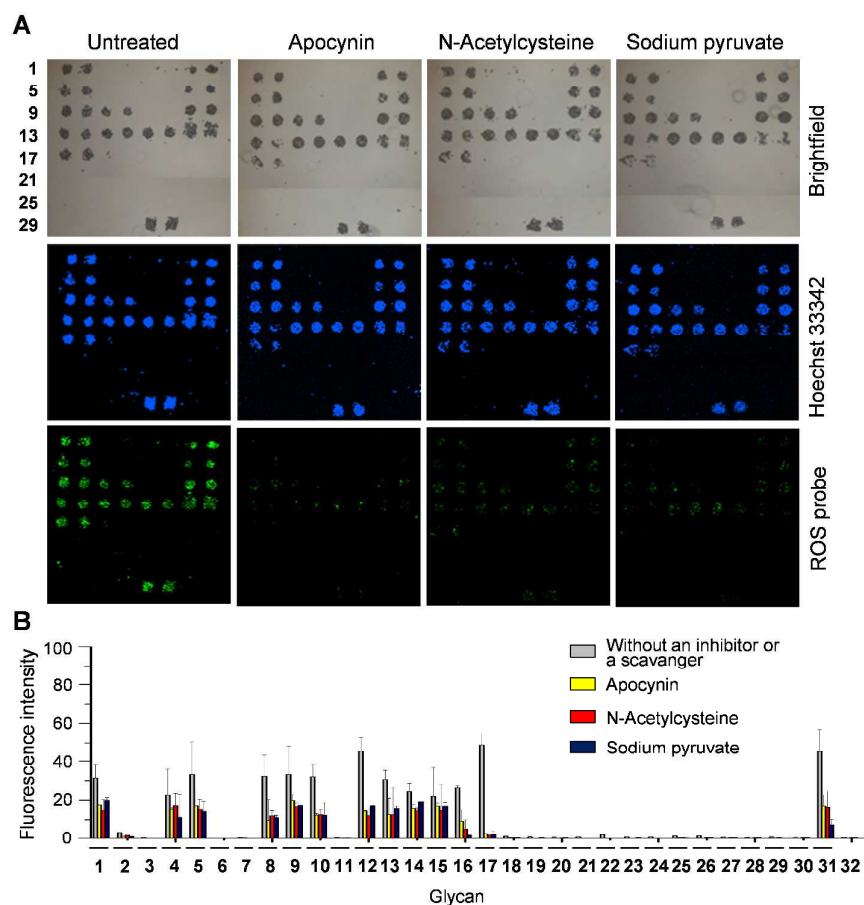 A
Untreated Apocynin N-Acetylcysteine Sodium pyruvate
1
5
9
13
17
21
25
29
Brightfield
Hoechst 33342
ROS probe
B
Fluorescence intensity
100
80
60
40
20
0
Without an inhibitor or
a scavanger
Apocynin
N-Acetylcysteine
Sodium pyruvate
1 2 3 4 5 6 7 8 9 10 11 12 13 14 15 16 17 18 19 20 21 22 23 24 25 26 27 28 29 30 31 32
Glycan